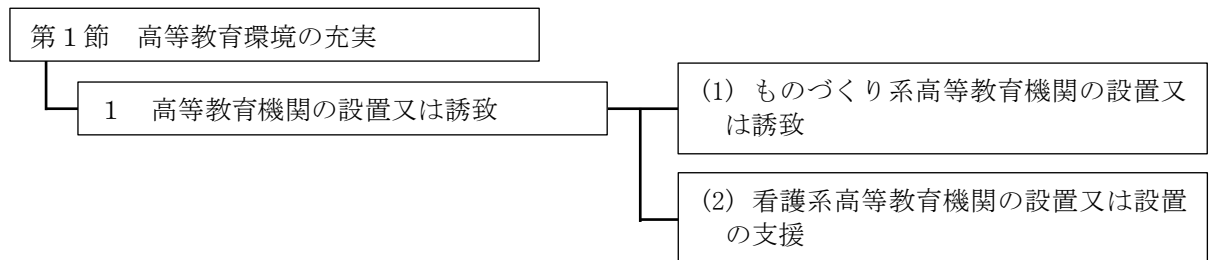 第１節　高等教育環境の充実
１　高等教育機関の設置又は誘致
(1) ものづくり系高等教育機関の設置又
は誘致
(2) 看護系高等教育機関の設置又は設置
の支援